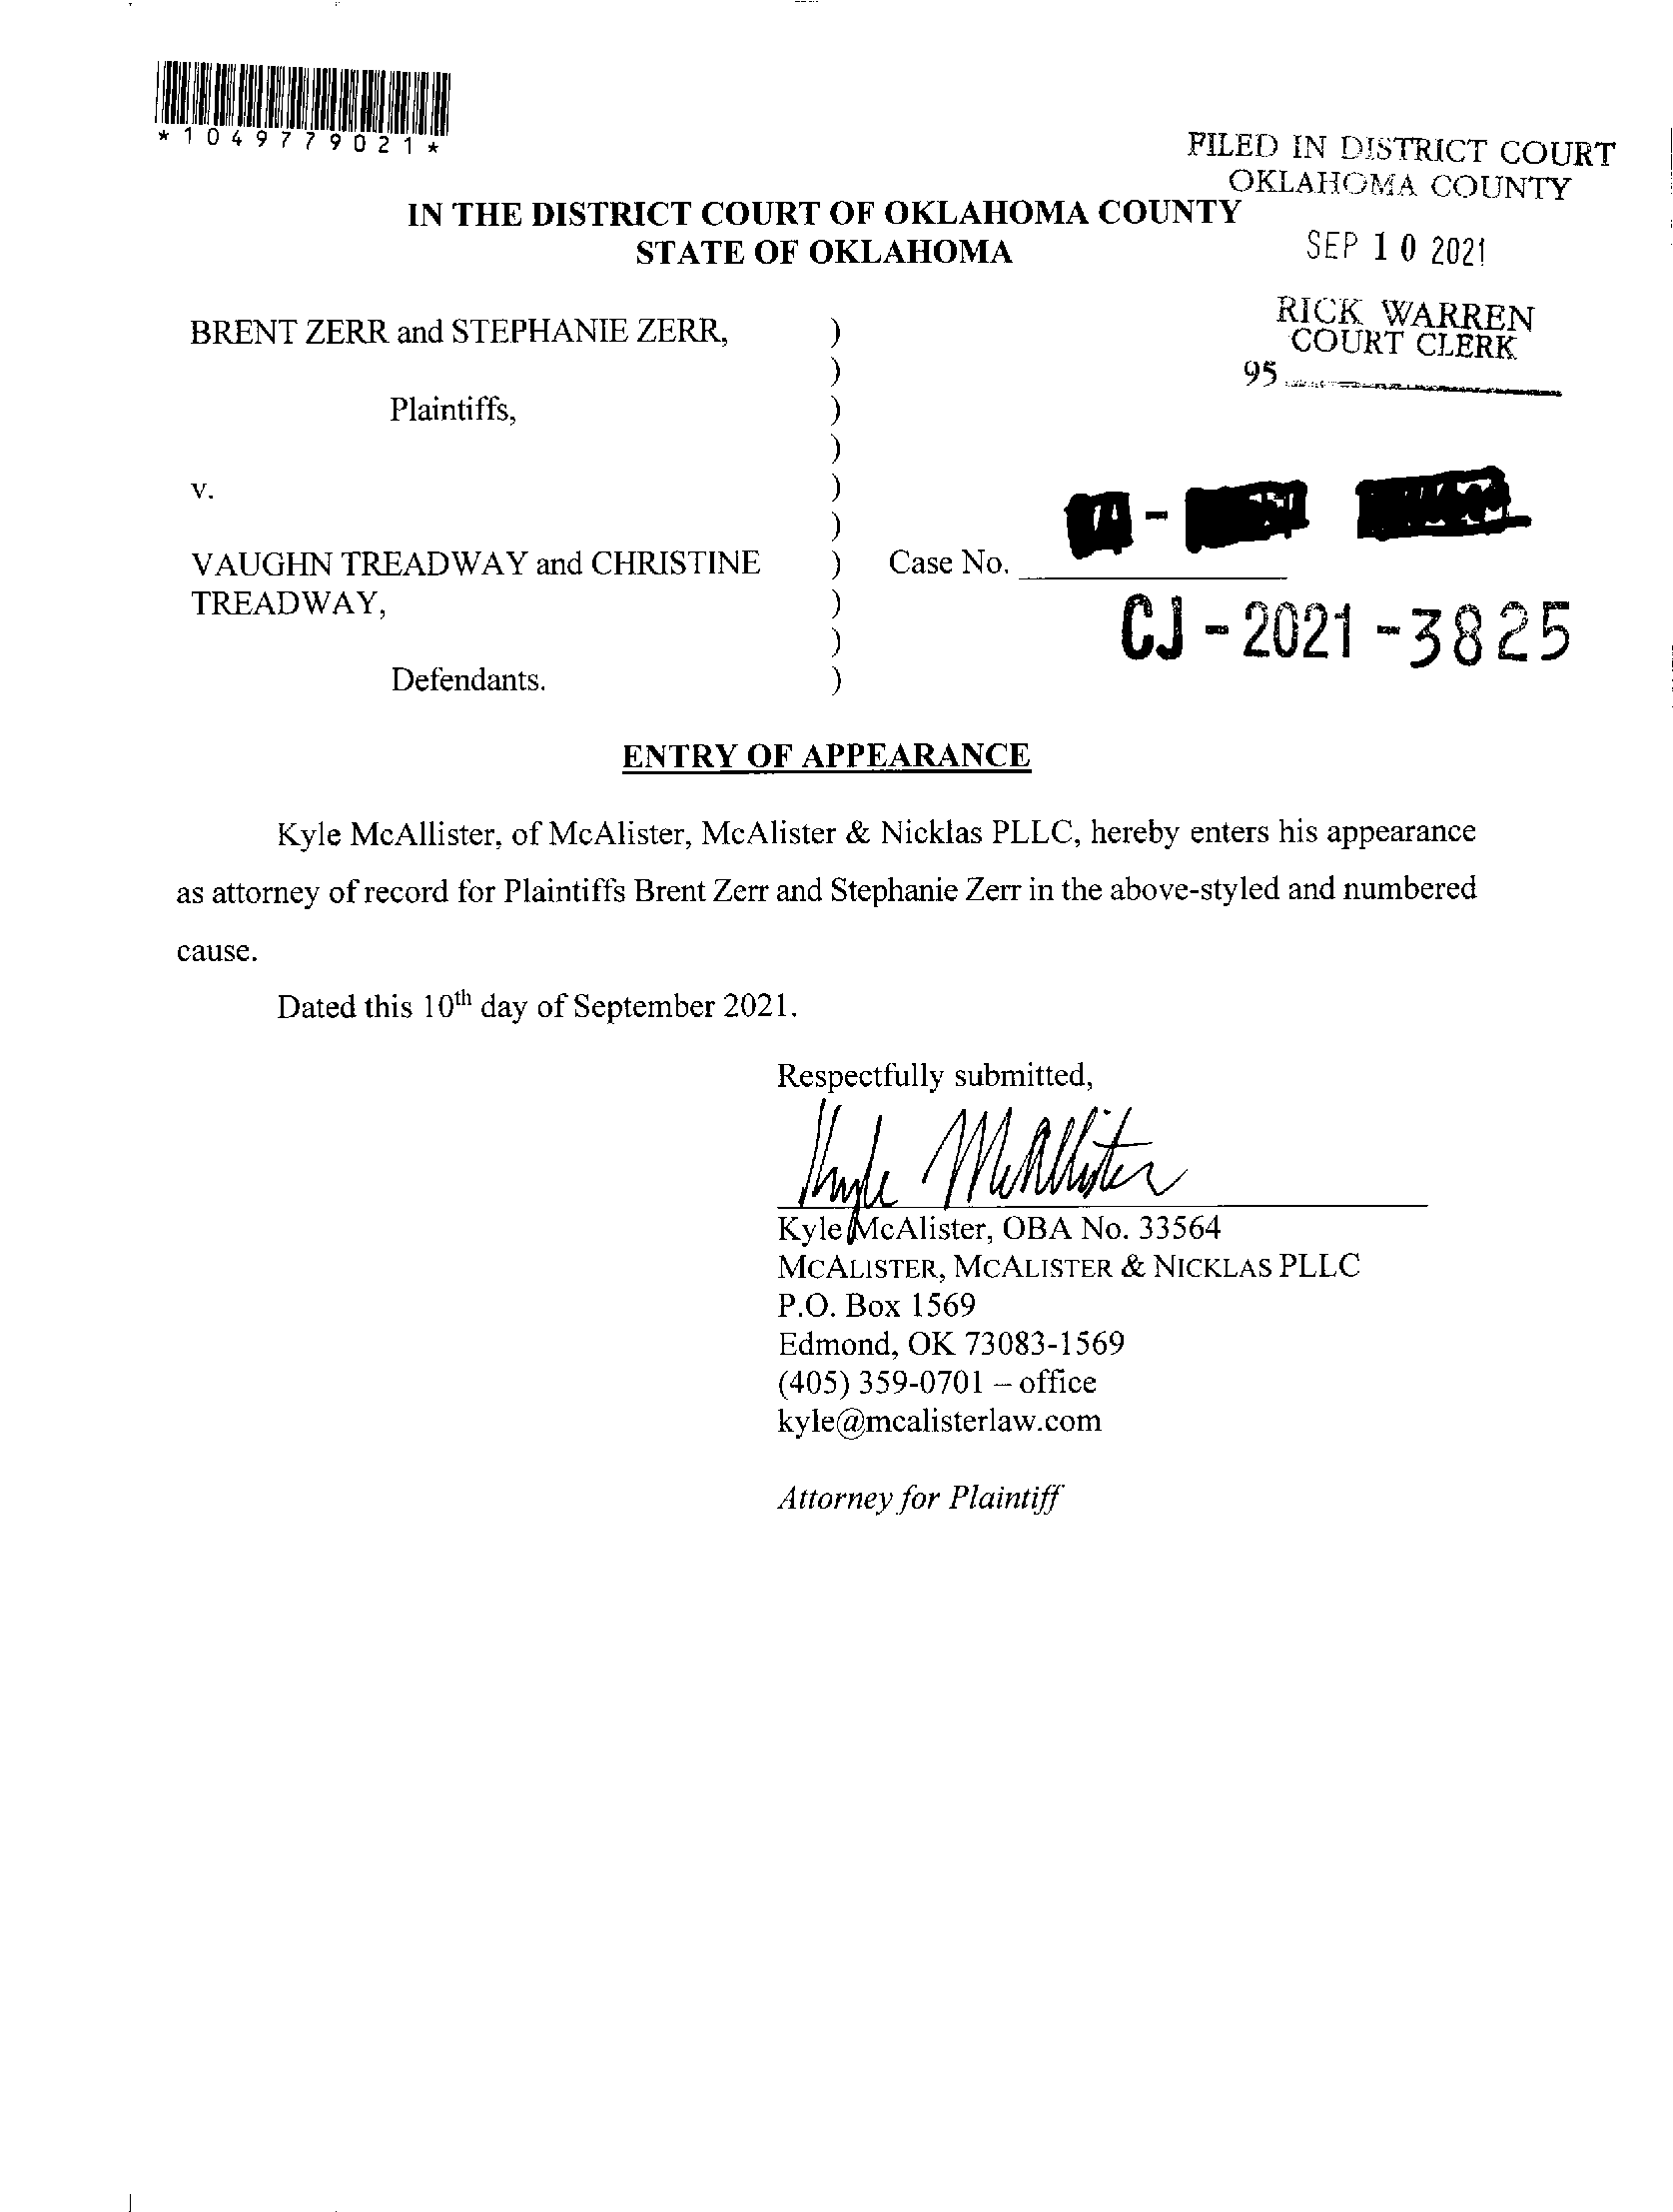 *1049779021*
FILED IN DISTRICT COURT
OKLAHOMA COUNTY
IN THE DISTRICT COURT OF OKLAHOMA COUNTY
STATE OF OKLAHOMA
SEP 10 2021
RICK WARREN
COURT CLERK
95
BRENT ZERR and STEPHANIE ZERR, )
)
Plaintiffs, )
)
v. )
)
VAUGHN TREADWAY and CHRISTINE ) Case No.
TREADWAY, )
CJ-2021-3825
)
Defendants. )
ENTRY OF APPEARANCE
Kyle McAllister, of McAlister, McAlister & Nicklas PLLC, hereby enters his appearance
as attorney of record for Plaintiffs Brent Zerr and Stephanie Zerr in the above-styled and numbered
cause.
Dated this 10th day of September 2021.
Respectfully submitted,
Kyle McAllister
Kyle McAlister, OBA No. 33564
MCALISTER, MCALISTER & NICKLAS PLLC
P.O. Box 1569
Edmond, OK 73083-1569
(405) 359-0701 – office
kyle@mcalisterlaw.com
Attorney for Plaintiff